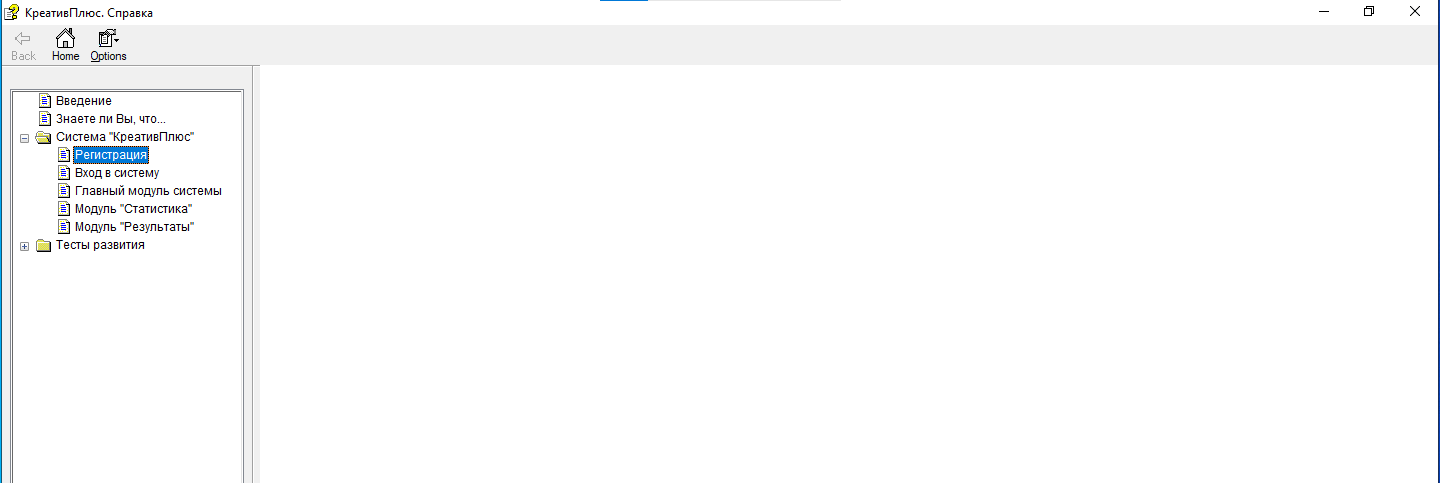 КреативПлюс. Справка
Back Home Options
Введение
Знаете ли Вы, что...
Система "КреативПлюс"
Регистрация
Вход в систему
Главный модуль системы
Модуль "Статистика"
Модуль "Результаты"
Тесты развития